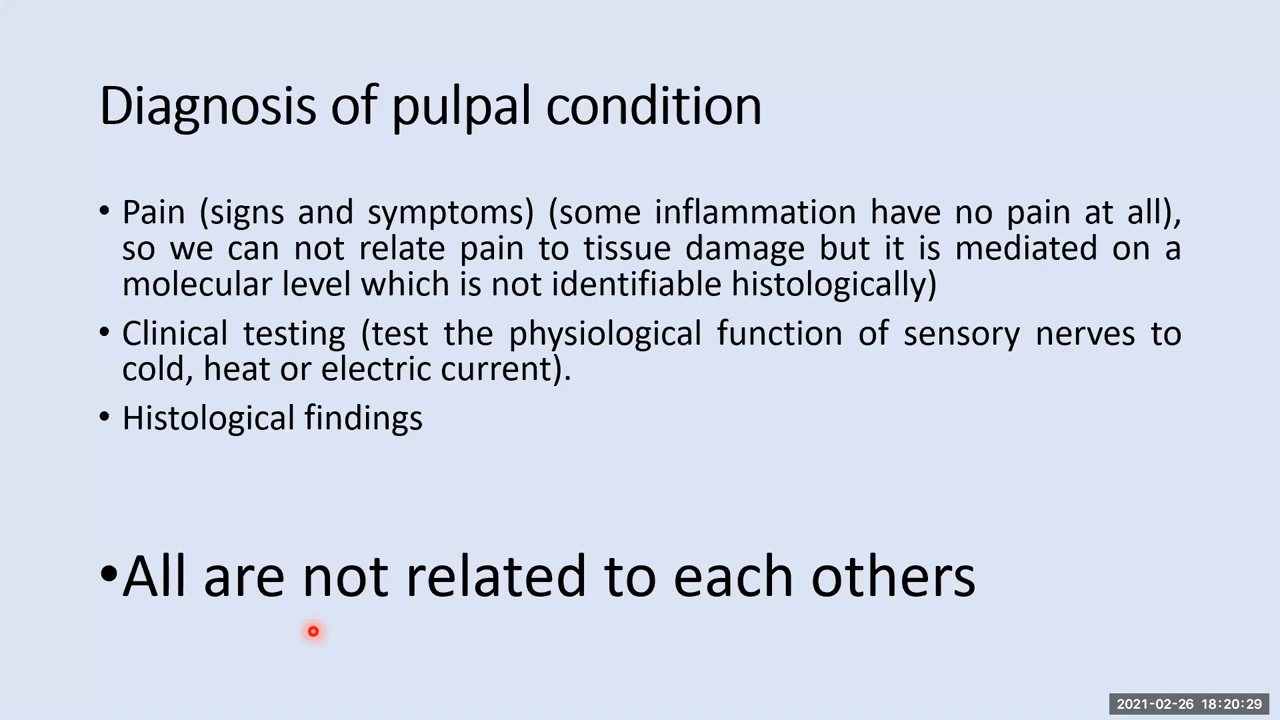 Diagnosis of pulpal condition
• Pain (signs and symptoms) (some inflammation have no pain at all),
so we can not relate pain to tissue damage but it is mediated on a
molecular level which is not identifiable histologically)
• Clinical testing (test the physiological function of sensory nerves to
cold, heat or electric current).
• Histological findings
•All are not related to each others
2021-02-26 18:20:29